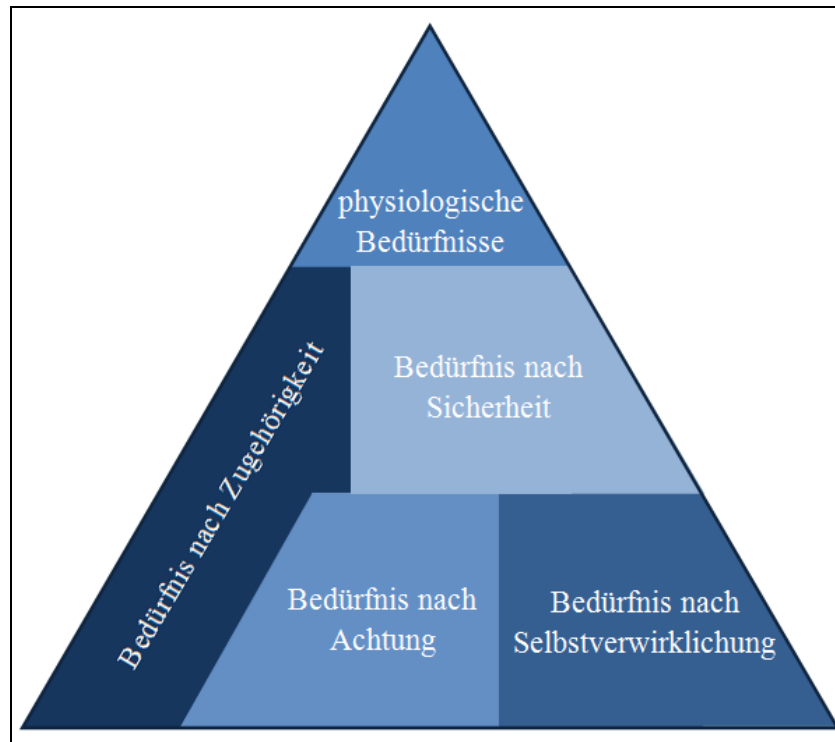 physiologische
Bedürfnisse
Bedürfnis nach Zugehörigkeit
Bedürfnis nach
Sicherheit
Bedürfnis nach
Achtung
Bedürfnis nach
Selbstverwirklichung